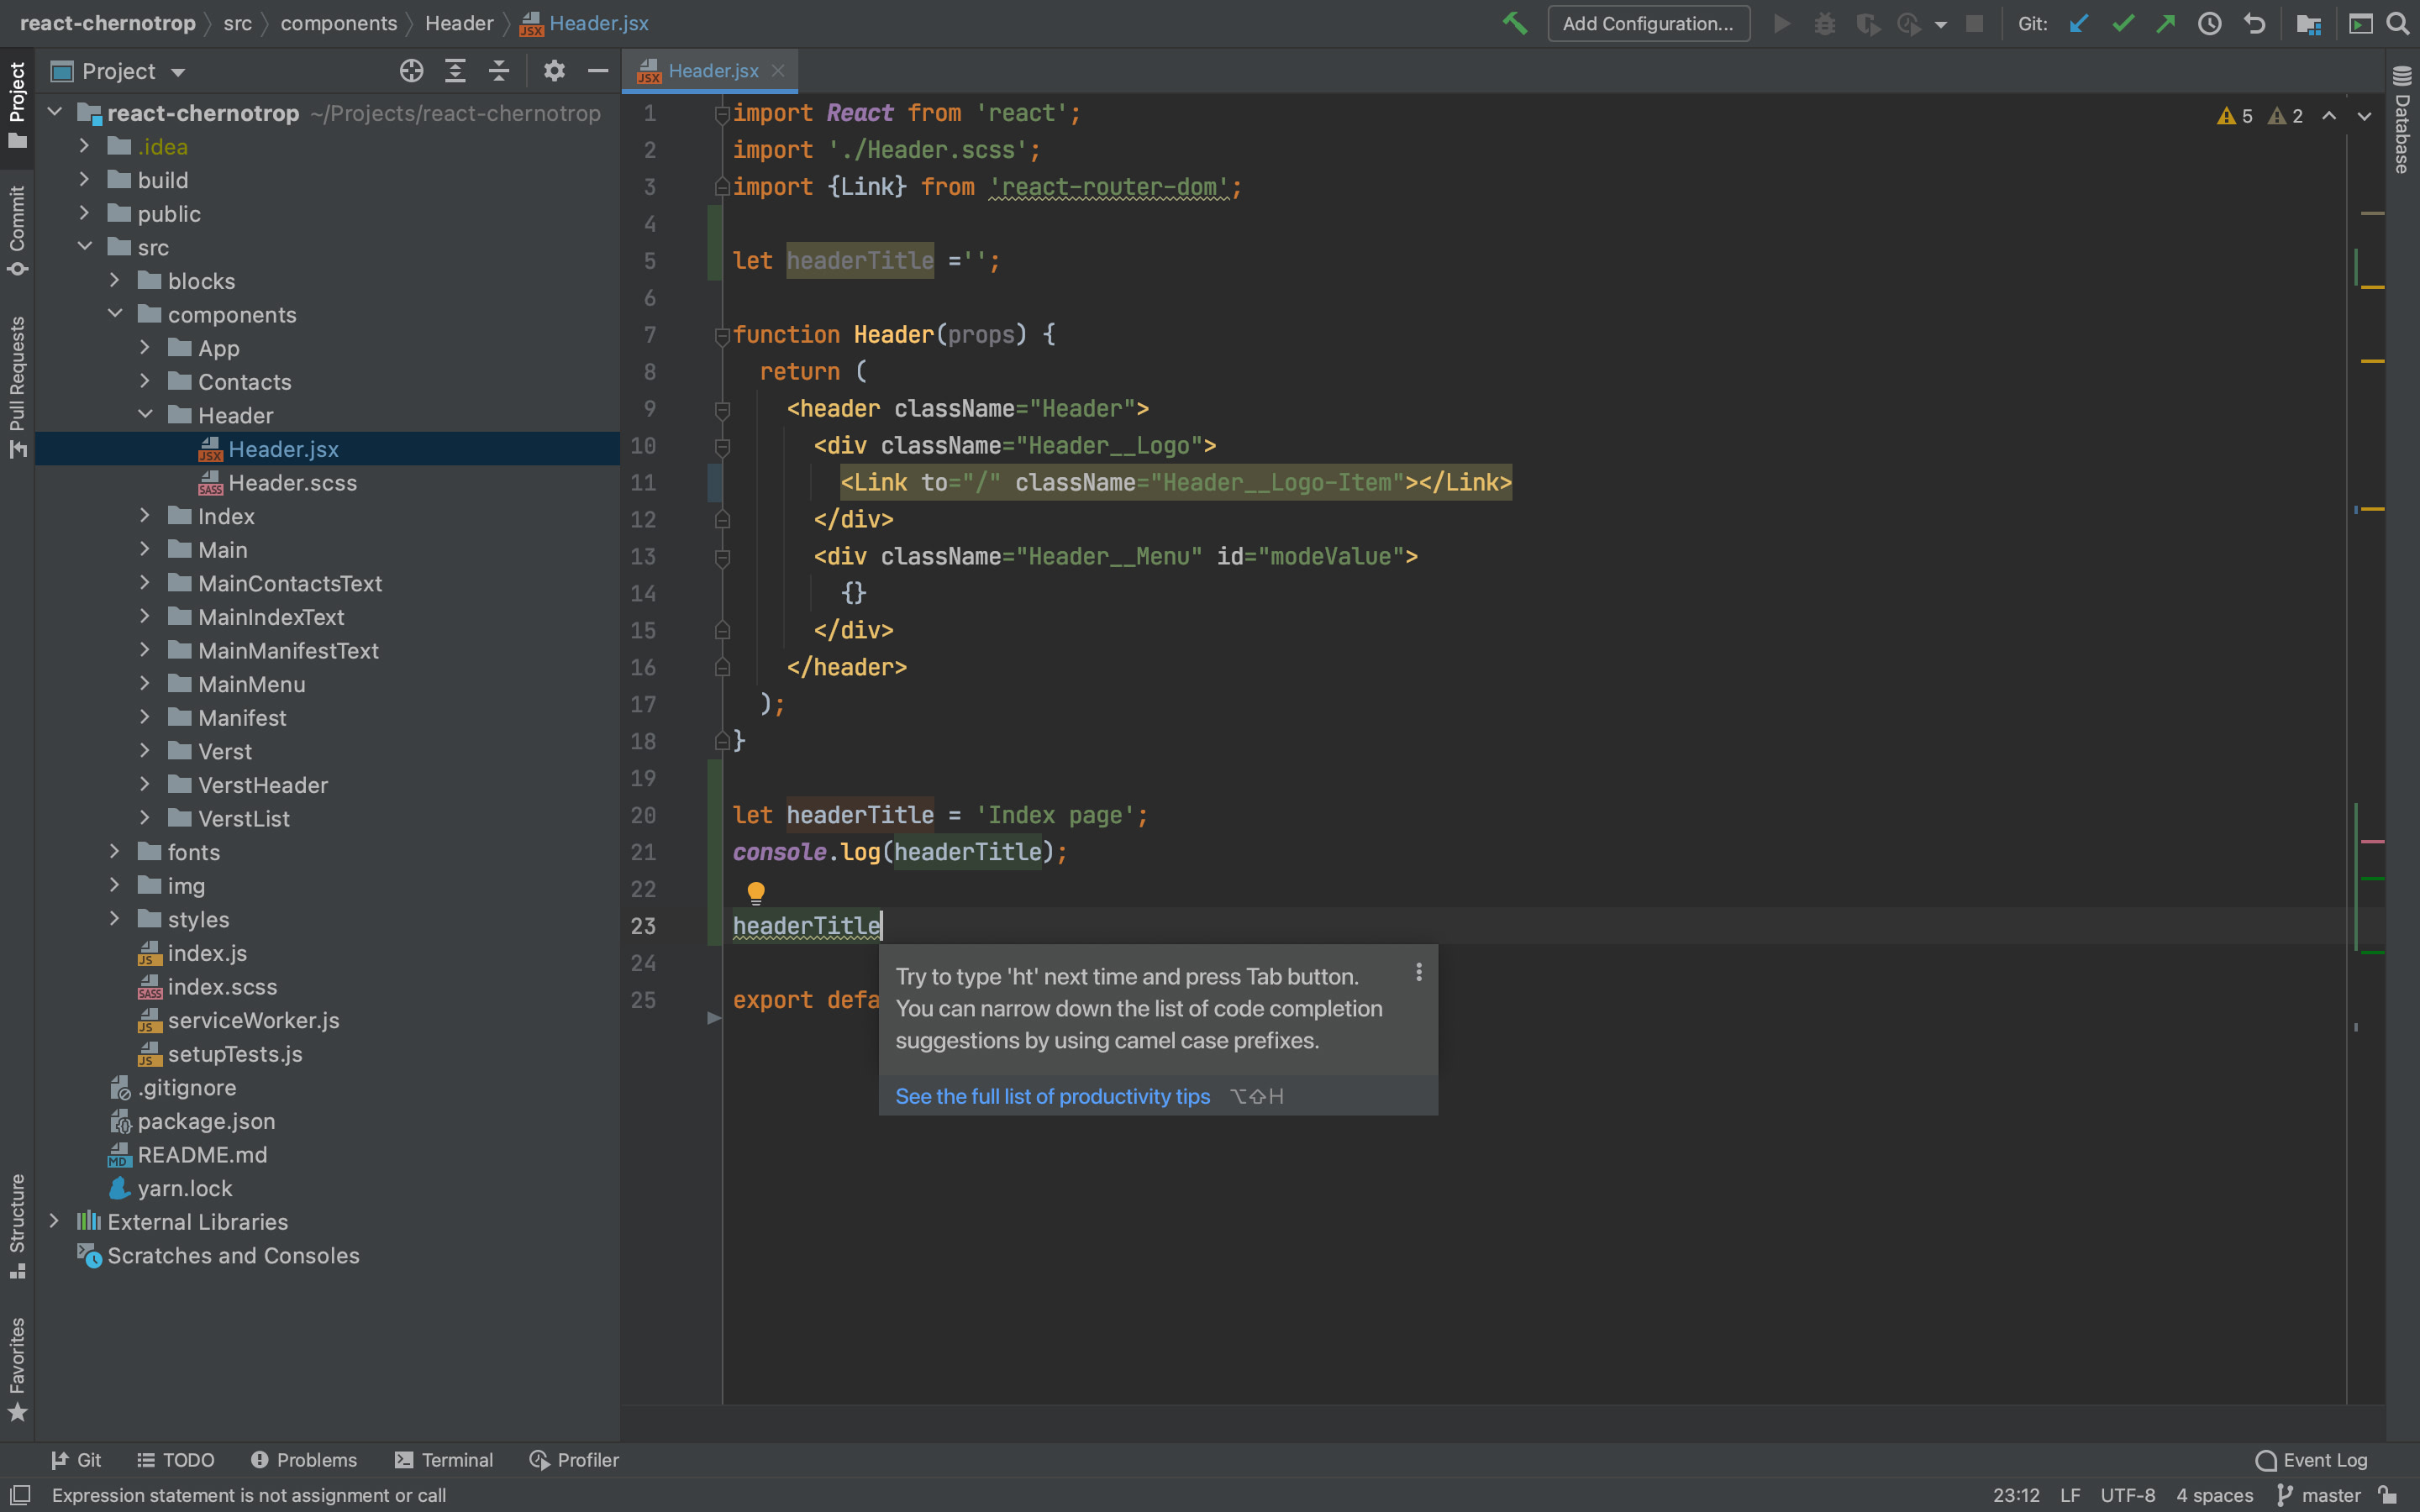 react-chernotrop src components Header Header.jsx
Add Configuration...
Git:
Project
Commit
Pull Requests
Structure
Favorites
Project
react-chernotrop ~/Projects/react-chernotrop
.idea
build
public
src
blocks
components
App
Contacts
Header
Header.jsx
Header.scss
Index
Main
MainContactsText
MainIndexText
MainManifestText
MainMenu
Manifest
Verst
VerstHeader
VerstList
fonts
img
styles
index.js
index.scss
serviceWorker.js
setupTests.js
.gitignore
package.json
README.md
yarn.lock
External Libraries
Scratches and Consoles
Header.jsx
5 2
1 import React from 'react';
2 import './Header.scss';
3 import {Link} from 'react-router-dom';
4
5 let headerTitle ='';
6
7 function Header(props) {
8 return (
9 <header className="Header">
10 <div className="Header__Logo">
11 <Link to="/" className="Header__Logo-Item"></Link>
12 </div>
13 <div className="Header__Menu" id="modeValue">
14 {}
15 </div>
16 </header>
17 );
18 }
19
20 let headerTitle = 'Index page';
21 console.log(headerTitle);
22
23 headerTitle
24
25 export defa
Try to type 'ht' next time and press Tab button.
You can narrow down the list of code completion
suggestions by using camel case prefixes.
See the full list of productivity tips ⌥⇧H
Database
Git TODO Problems Terminal Profiler
Event Log
Expression statement is not assignment or call
23:12 LF UTF-8 4 spaces master